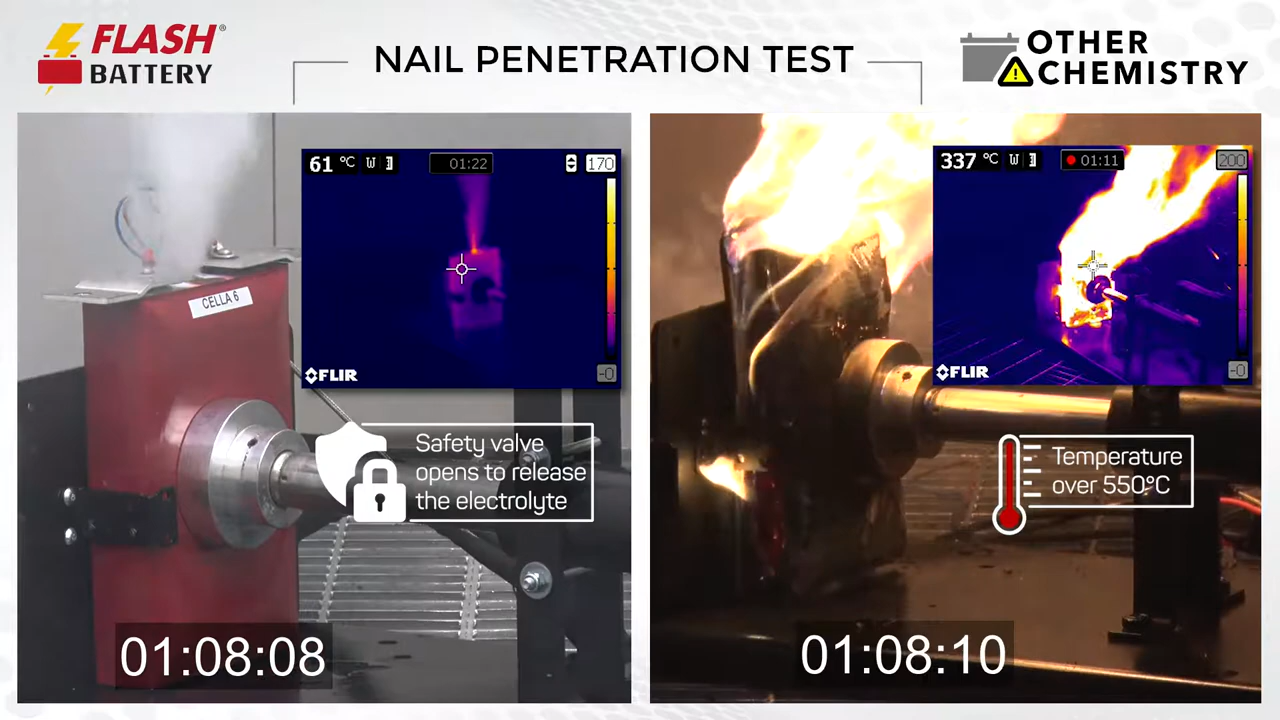 FLASH®
BATTERY
NAIL PENETRATION TEST
OTHER
CHEMISTRY
61 °C W
01:22
170
CELLA 6
-0
FLIR
Safety valve
opens to release
the electrolyte
01:08:08
337 °C W
01:11
200
-0
FLIR
Temperature
over 550°C
01:08:10